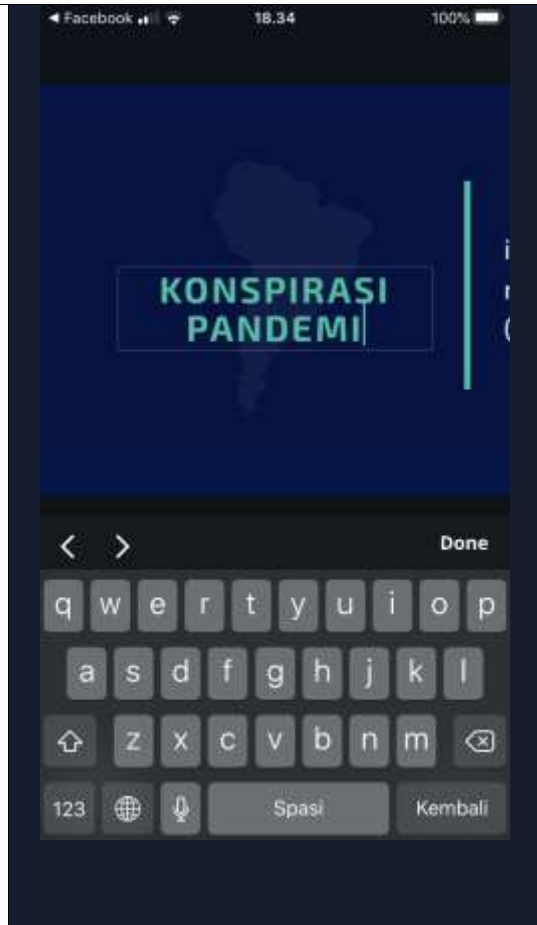 Facebook
18.34
100%
KONSPIRASI
PANDEMI
i
r
(
Done
q w e r t y u i o p
a s d f g h j k l
z x c v b n m
123
Spasi
Kembali